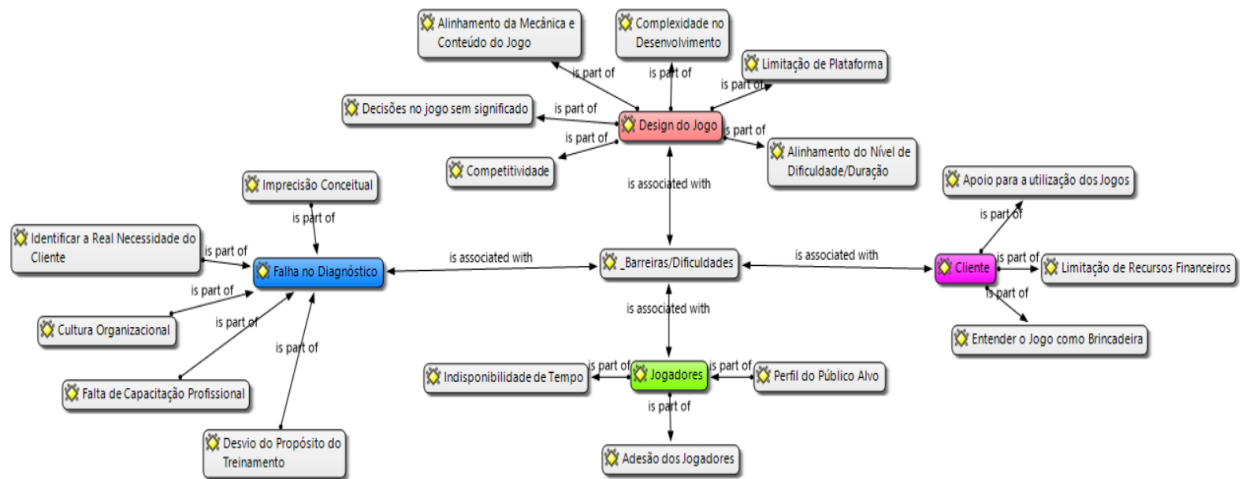 Alinhamento da Mecânica e
Conteúdo do Jogo
Complexidade no
Desenvolvimento
Limitação de Plataforma
is part of
is part of
is part of
Decisões no jogo sem significado
is part of
Design do Jogo
is part of
is part of
Competitividade
Alinhamento do Nível de
Dificuldade/Duração
Imprecisão Conceitual
is associated with
Apoio para a utilização dos Jogos
is part of
is part of
Identificar a Real Necessidade do
Cliente
is part of
Falha no Diagnóstico
is associated with
_Barreiras/Dificuldades
is associated with
Cliente
is part of
Limitação de Recursos Financeiros
is part of
is part of
Cultura Organizacional
is part of
is part of
is associated with
Entender o Jogo como Brincadeira
Falta de Capacitação Profissional
Indisponibilidade de Tempo
is part of
Jogadores
is part of
Perfil do Público Alvo
is part of
Desvio do Propósito do
Treinamento
Adesão dos Jogadores